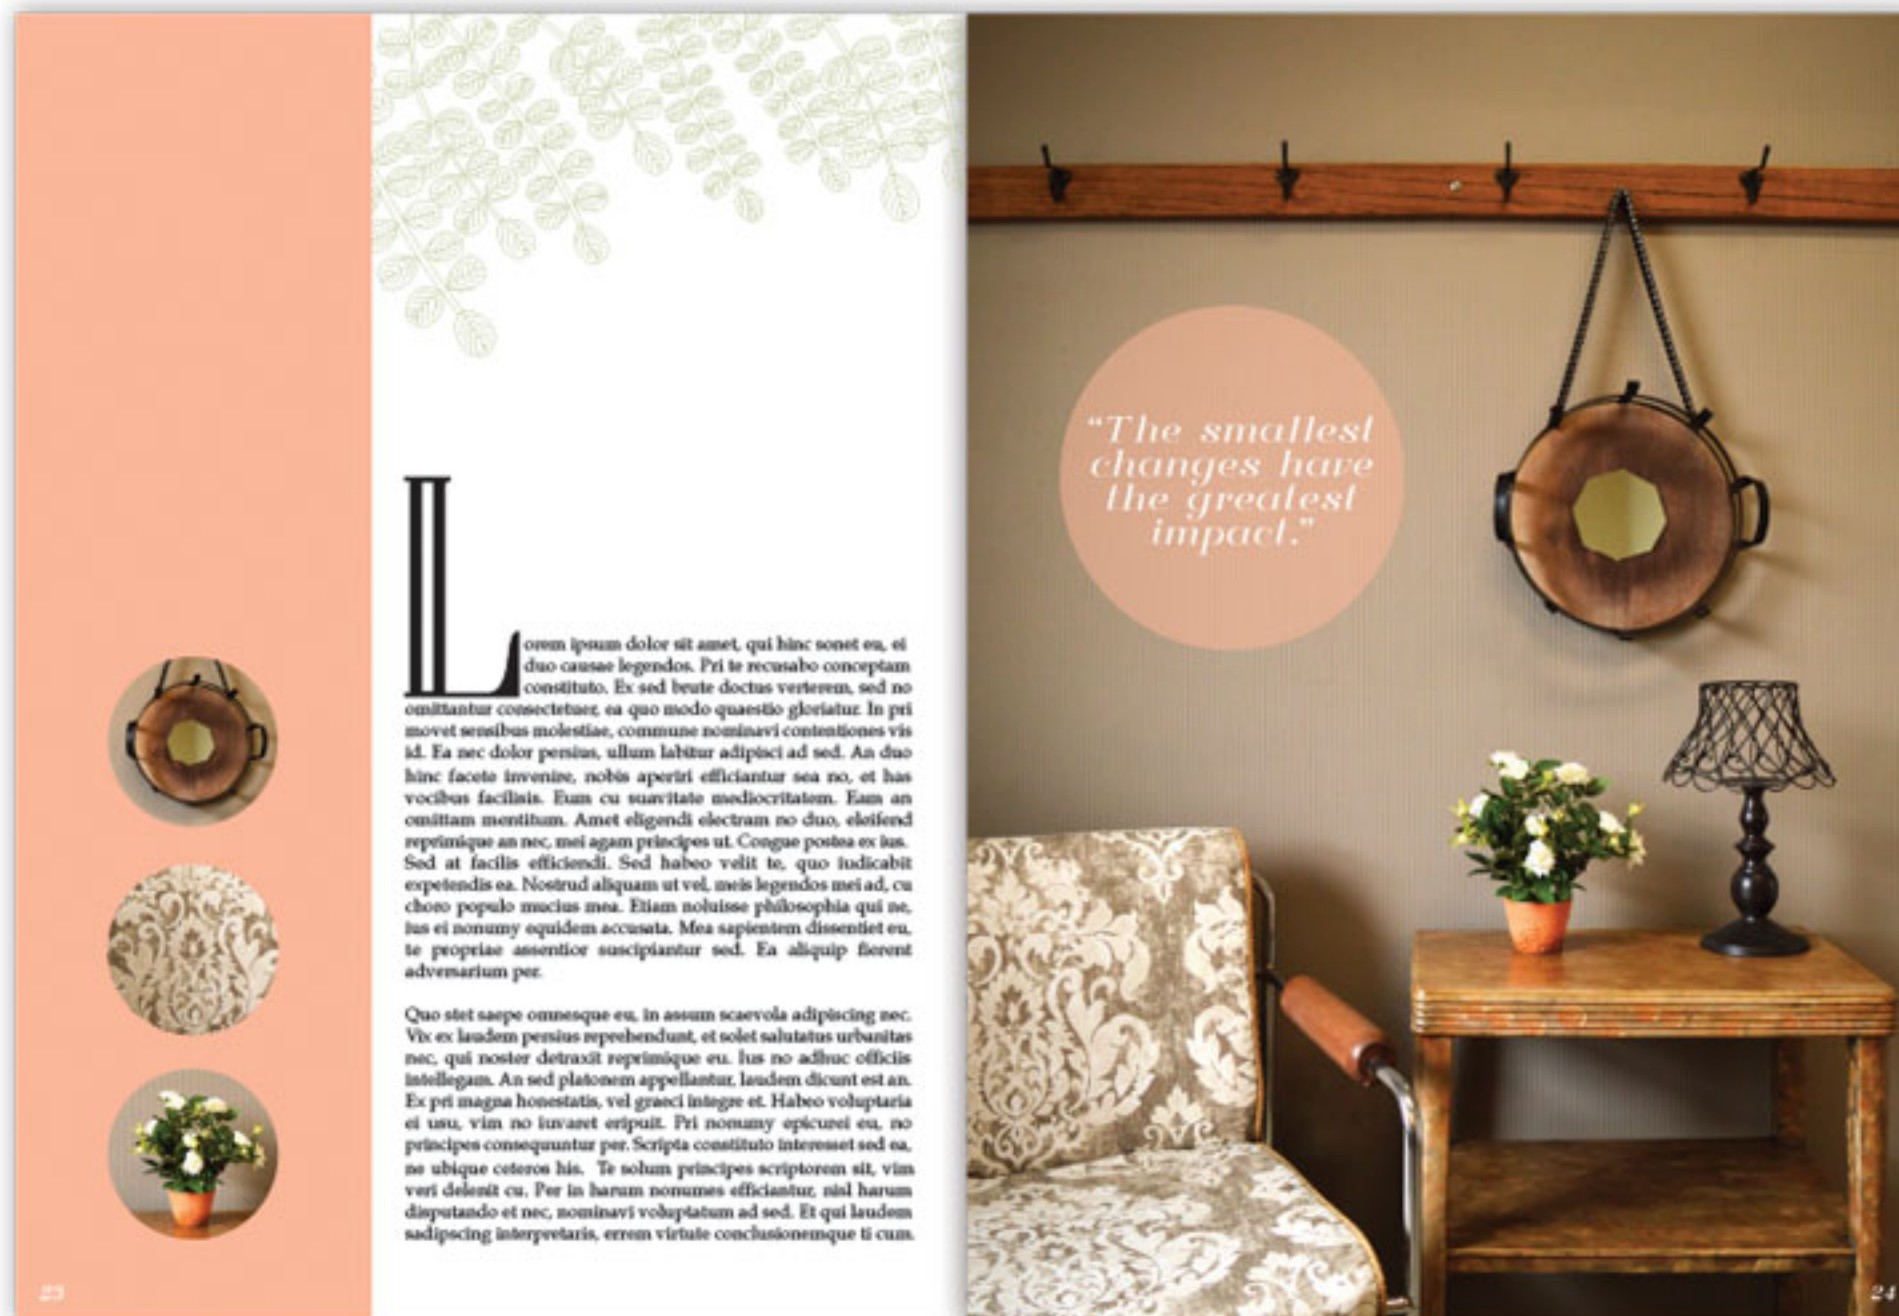 Lorem ipsum dolor sit amet, qui hinc sonet eu, ei
duo causae legendos. Pri te recusabo conceptam
constituto. Ex sed brute doctus verterem, sed no
omittantur consectetuer, ea quo modo quaestio gloriatur. In pri
movet sensibus molestiae, commune nominavi contentiones vis
id. Ea nec dolor persius, ullum labitur adipisci ad sed. An duo
hinc facete invenire, nobis aperiri efficiantur sea no, et has
vocibus facilisis. Eum cu suavitate mediocritatem. Eam an
omittam mentitum. Amet eligendi electram no duo, eleifend
reprimique an nec, mei agam principes ut. Congue postea ex ius.
Sed at facilis efficiendi. Sed habeo velit te, quo iudicabit
expetendis ea. Nostrud aliquam ut vel, meis legendos mei ad, cu
choro populo mucius mea. Etiam noluisse philosophia qui ne,
ius ei nonumy equidem accusata. Mea sapientem dissentiet eu,
te propriae assentior suscipiantur sed. Ea aliquip fierent
adversarium per.
Quo stet saepe omnesque eu, in assum scaevola adipiscing nec.
Vix ex laudem persius reprehendunt, et solet salutatus urbanitas
nec, qui noster detraxit reprimique eu. Ius no adhuc officiis
intellegam. An sed platonem appellantur, laudem dicunt est an.
Ex pri magna honestatis, vel graeci integre et. Habeo voluptaria
ei usu, vim no iuvaret eripuit. Pri nonumy epicurei eu, no
principes consequuntur per. Scripta constituto interesset sed ea,
ne ubique ceteros his. Te solum principes scriptorem sit, vim
veri delenit cu. Per in harum nonumes efficiantur, nisl harum
disputando et nec, nominavi voluptatum ad sed. Et qui laudem
sadipscing interpretaris, errem virtute conclusionemque ti cum.
23
“The smallest
changes have
the greatest
impact.”
24